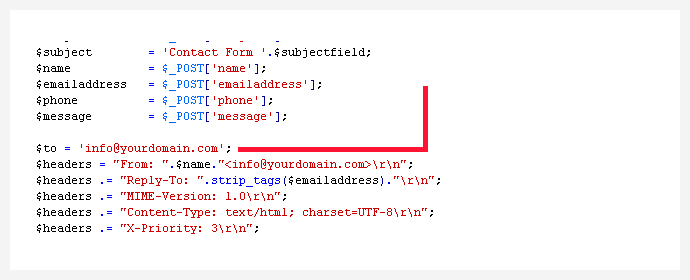 $subject        = 'Contact Form '.$subjectfield;
$name           = $_POST['name'];
$emailaddress   = $_POST['emailaddress'];
$phone          = $_POST['phone'];
$message        = $_POST['message'];

$to = 'info@yourdomain.com';
$headers = "From: ".$name."<info@yourdomain.com>\r\n";
$headers .= "Reply-To: ".strip_tags($emailaddress)."\r\n";
$headers .= "MIME-Version: 1.0\r\n";
$headers .= "Content-Type: text/html; charset=UTF-8\r\n";
$headers .= "X-Priority: 3\r\n";